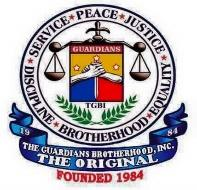 SERVICE • PEACE • JUSTICE
DISCIPLINE • BROTHERHOOD • EQUALITY
GUARDIANS
TGBI
19 84
THE GUARDIANS BROTHERHOOD, INC.
THE ORIGINAL
FOUNDED 1984